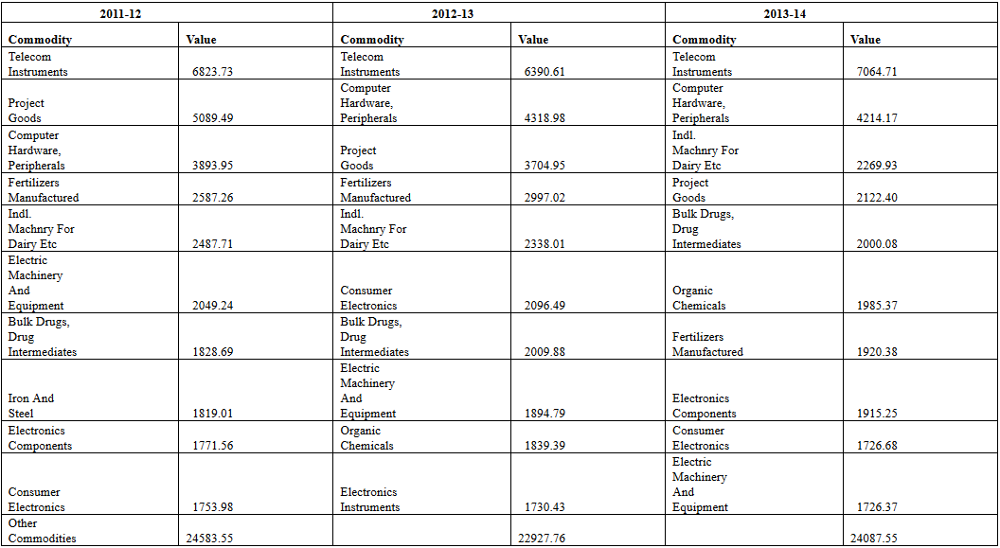 2011-12 2012-13 2013-14
Commodity Value Commodity Value Commodity Value
Telecom Telecom Telecom
Instruments 6823.73 Instruments 6390.61 Instruments 7064.71
Computer Computer
Project Hardware, Hardware,
Goods 5089.49 Peripherals 4318.98 Peripherals 4214.17
Computer Indl.
Hardware, Project Machnry For
Peripherals 3893.95 Goods 3704.95 Dairy Etc 2269.93
Fertilizers Fertilizers Project
Manufactured 2587.26 Manufactured 2997.02 Goods 2122.40
Indl. Indl. Bulk Drugs,
Machnry For Machnry For Drug
Dairy Etc 2487.71 Dairy Etc 2338.01 Intermediates 2000.08
Electric
Machinery
And Consumer Organic
Equipment 2049.24 Electronics 2096.49 Chemicals 1985.37
Bulk Drugs, Bulk Drugs,
Drug Drug Fertilizers
Intermediates 1828.69 Intermediates 2009.88 Manufactured 1920.38
Electric
Machinery
Iron And And Electronics
Steel 1819.01 Equipment 1894.79 Components 1915.25
Electronics Organic Consumer
Components 1771.56 Chemicals 1839.39 Electronics 1726.68
Electric
Machinery
Consumer Electronics And
Electronics 1753.98 Instruments 1730.43 Equipment 1726.37
Other
Commodities 24583.55 22927.76 24087.55